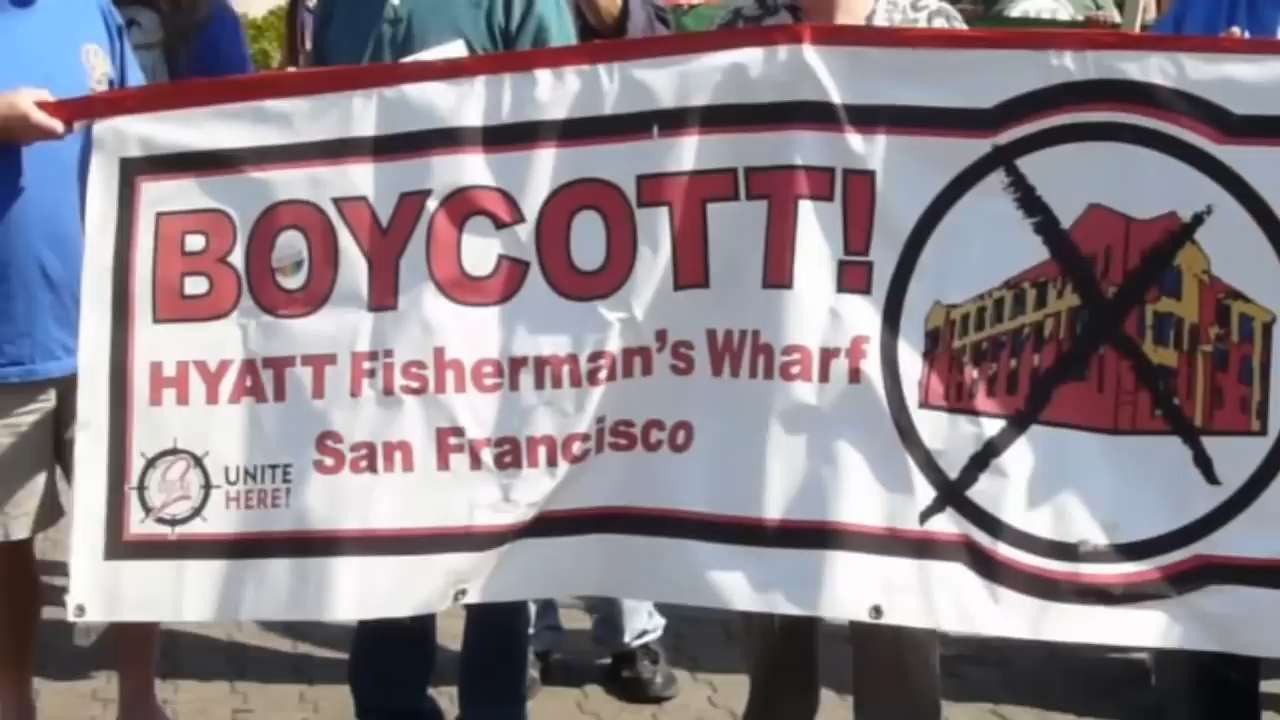 BOYCOTT!
HYATT Fisherman's Wharf
San Francisco
UNITE
HERE!